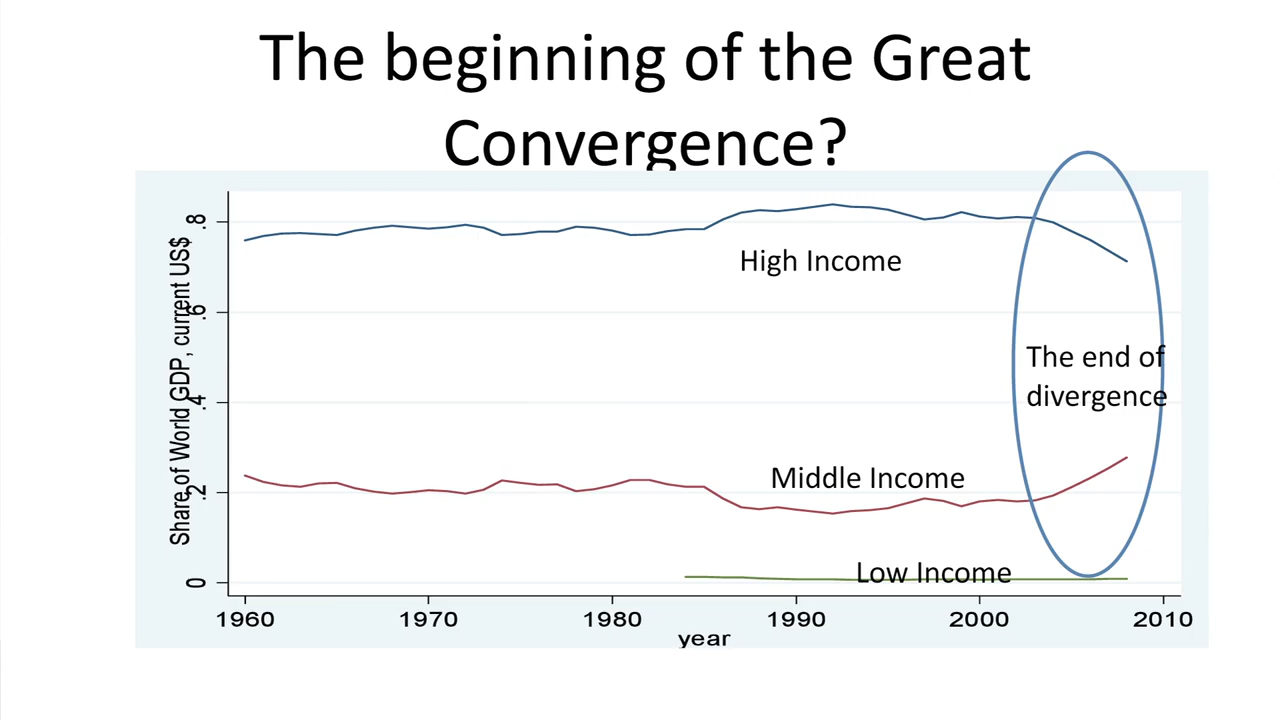 The beginning of the Great
Convergence?
Share of World GDP, current US$
.8
.6
.4
.2
0
High Income
The end of
divergence
Middle Income
Low Income
1960 1970 1980 1990 2000 2010
year